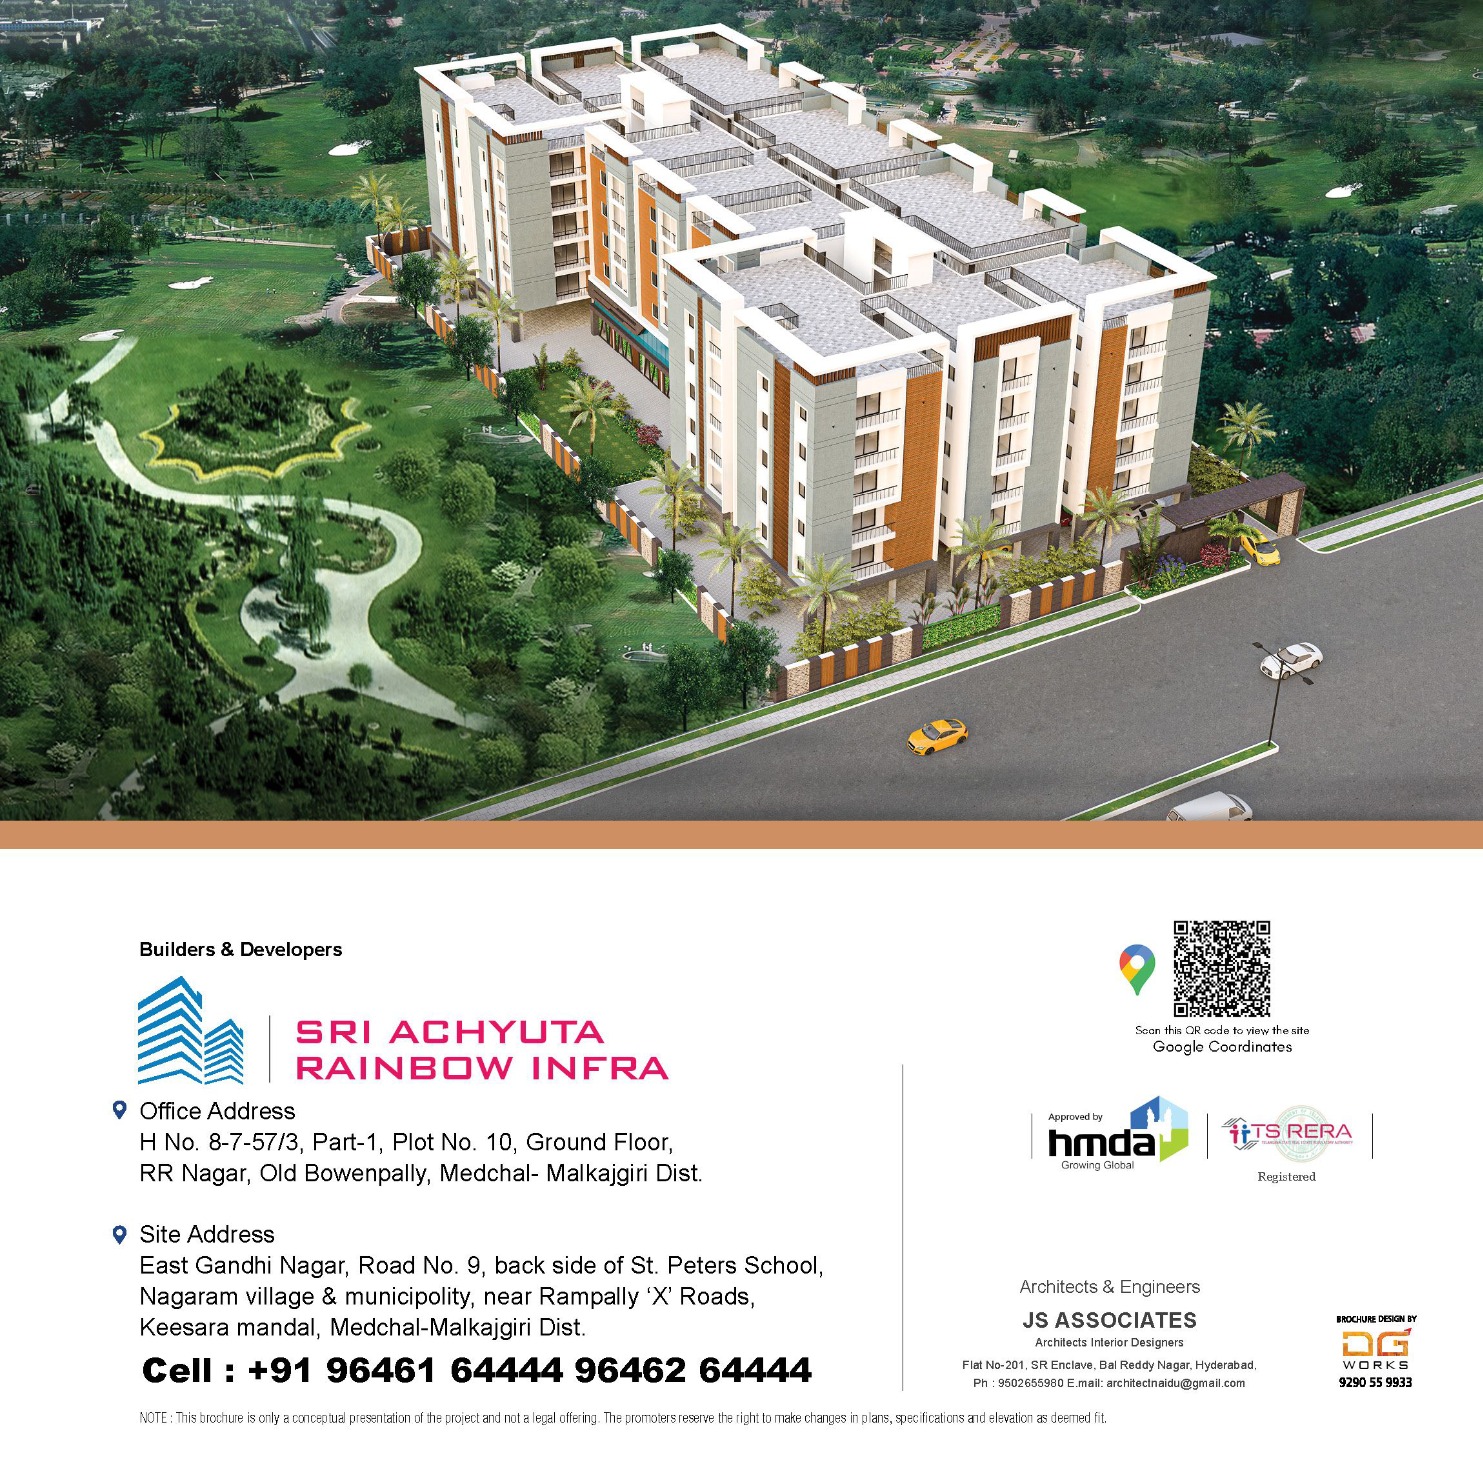 Builders & Developers
SRI ACHYUTA
RAINBOW INFRA
Office Address
H No. 8-7-57/3, Part-1, Plot No. 10, Ground Floor,
RR Nagar, Old Bowenpally, Medchal- Malkajgiri Dist.
Site Address
East Gandhi Nagar, Road No. 9, back side of St. Peters School,
Nagaram village & municipolity, near Rampally ‘X’ Roads,
Keesara mandal, Medchal-Malkajgiri Dist.
Cell : +91 96461 64444 96462 64444
Scan this QR code to view the site
Google Coordinates
Approved by
hmda
Growing Global
TS RERA
Registered
Architects & Engineers
JS ASSOCIATES
Architects Interior Designers
Flat No-201, SR Enclave, Bal Reddy Nagar, Hyderabad,
Ph : 9502655980 E.mail: architectnaidu@gmail.com
BROCHURE DESIGN BY
DG
WORKS
9290 55 9933
NOTE : This brochure is only a conceptual presentation of the project and not a legal offering. The promoters reserve the right to make changes in plans, specifications and elevation as deemed fit.